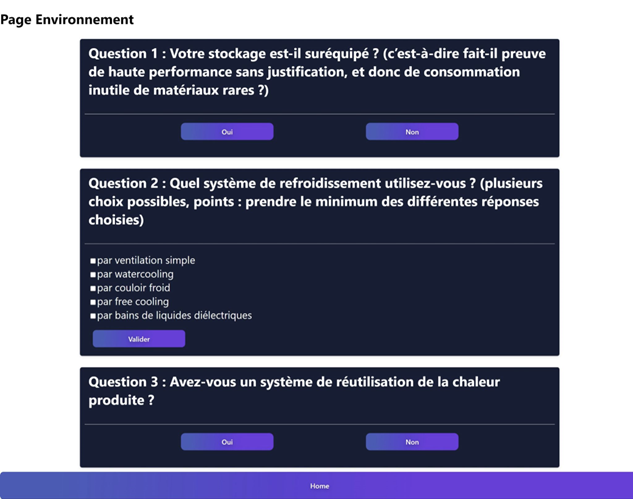 Page Environnement
Question 1 : Votre stockage est-il suréquipé ? (c’est-à-dire fait-il preuve
de haute performance sans justification, et donc de consommation
inutile de matériaux rares ?)
Oui
Non
Question 2 : Quel système de refroidissement utilisez-vous ? (plusieurs
choix possibles, points : prendre le minimum des différentes réponses
choisies)
par ventilation simple
par watercooling
par couloir froid
par free cooling
par bains de liquides diélectriques
Valider
Question 3 : Avez-vous un système de réutilisation de la chaleur
produite ?
Oui
Non
Home